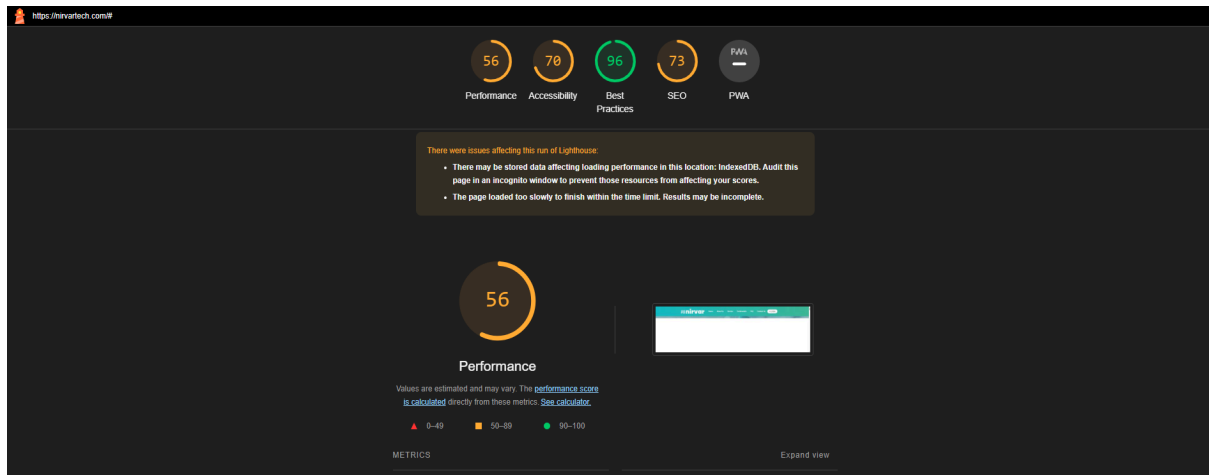 https://nirvartech.com/#
56
70
96
73
PWA
Performance
Accessibility
Best
Practices
SEO
PWA
There were issues affecting this run of Lighthouse:
• There may be stored data affecting loading performance in this location: IndexedDB. Audit this
page in an incognito window to prevent those resources from affecting your scores.
• The page loaded too slowly to finish within the time limit. Results may be incomplete.
56
nirvar
Performance
Values are estimated and may vary. The performance score
is calculated directly from these metrics. See calculator.
0–49
50–89
90–100
METRICS
Expand view